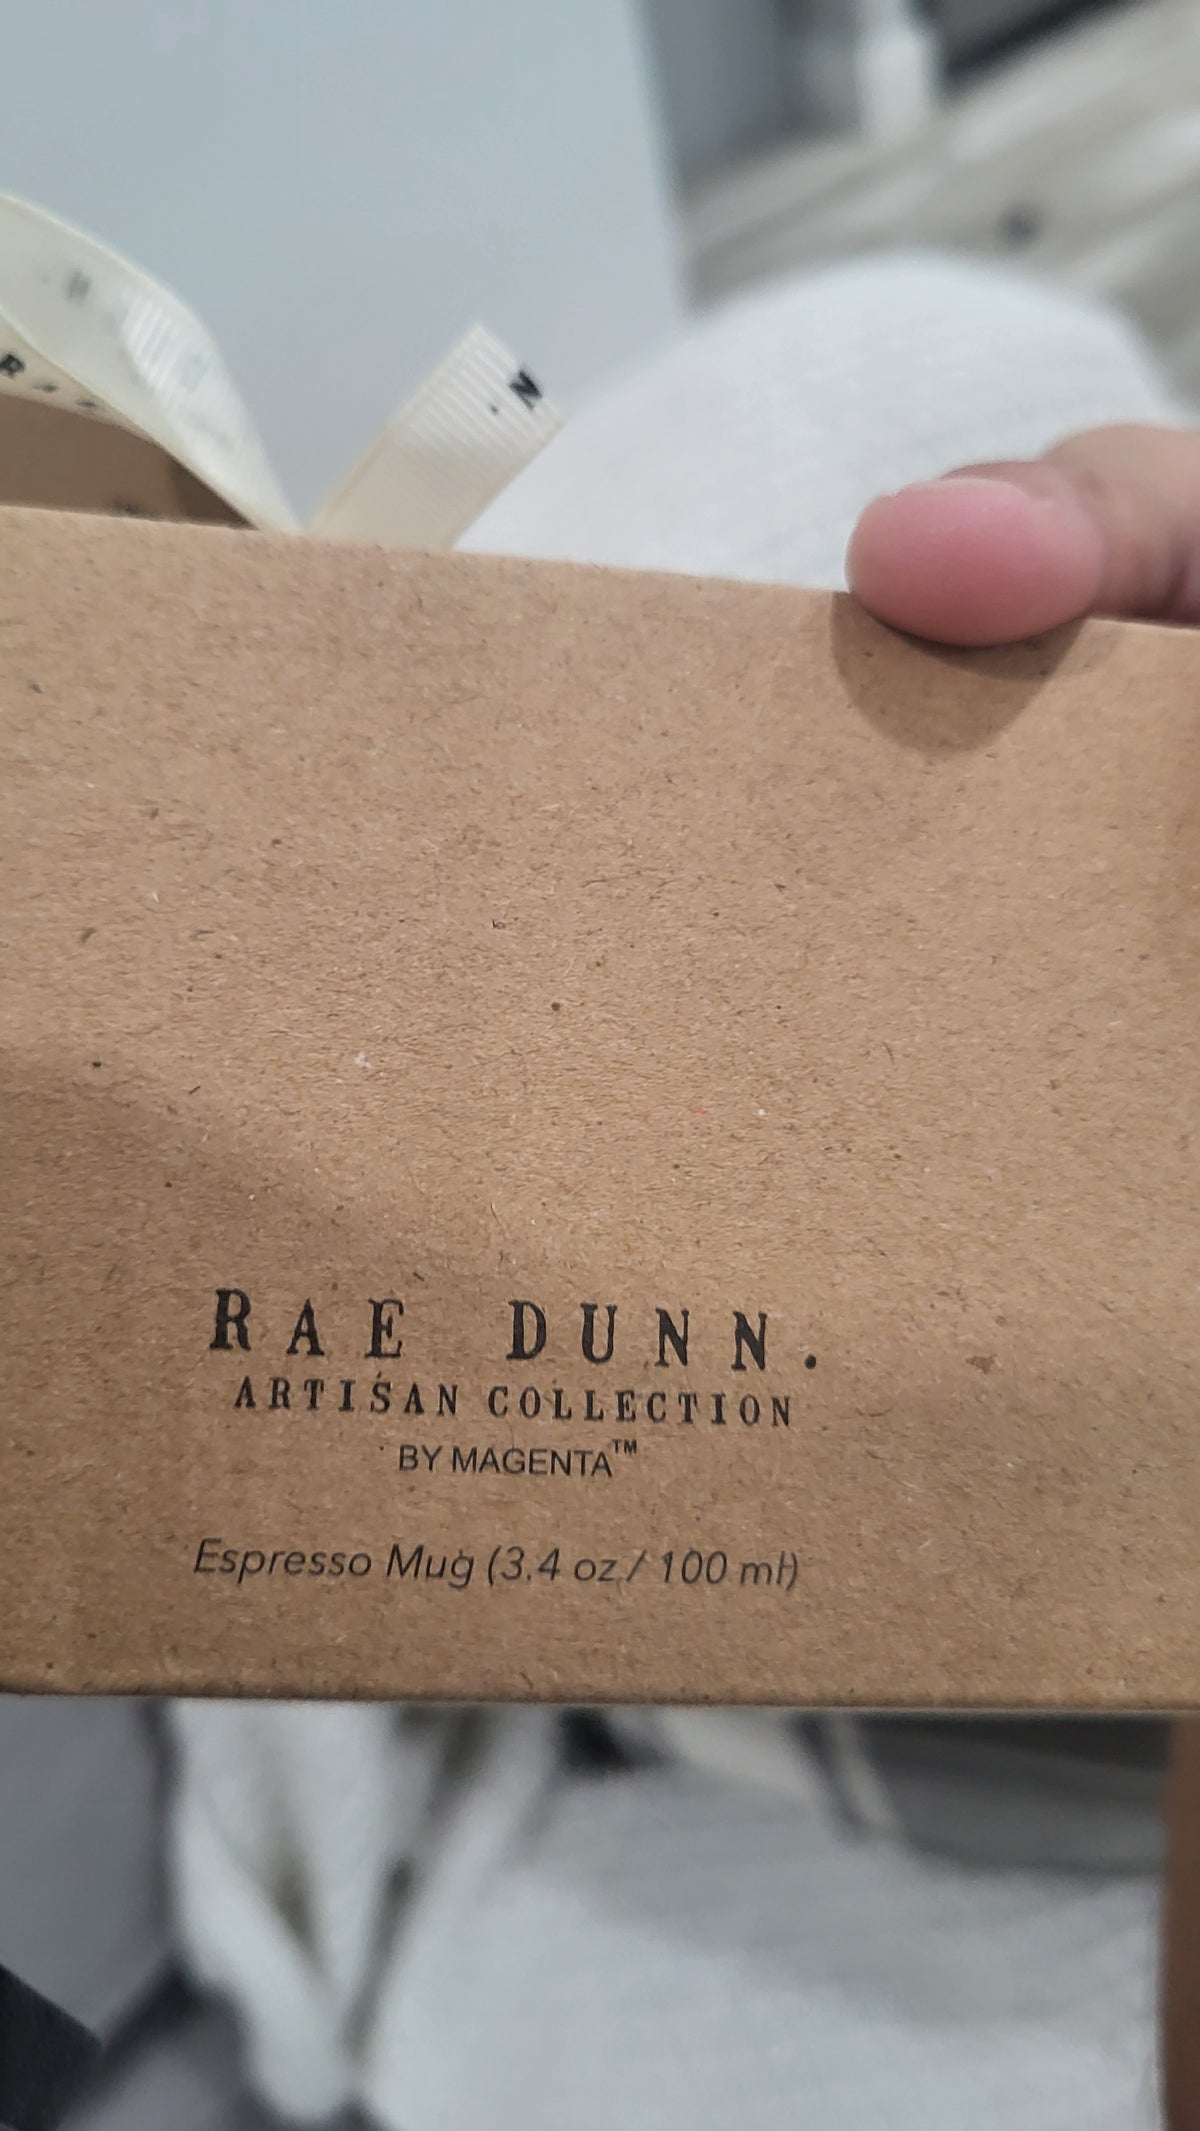 RAE DUNN.
ARTISAN COLLECTION
BY MAGENTA™
Espresso Mug (3.4 oz / 100 ml)